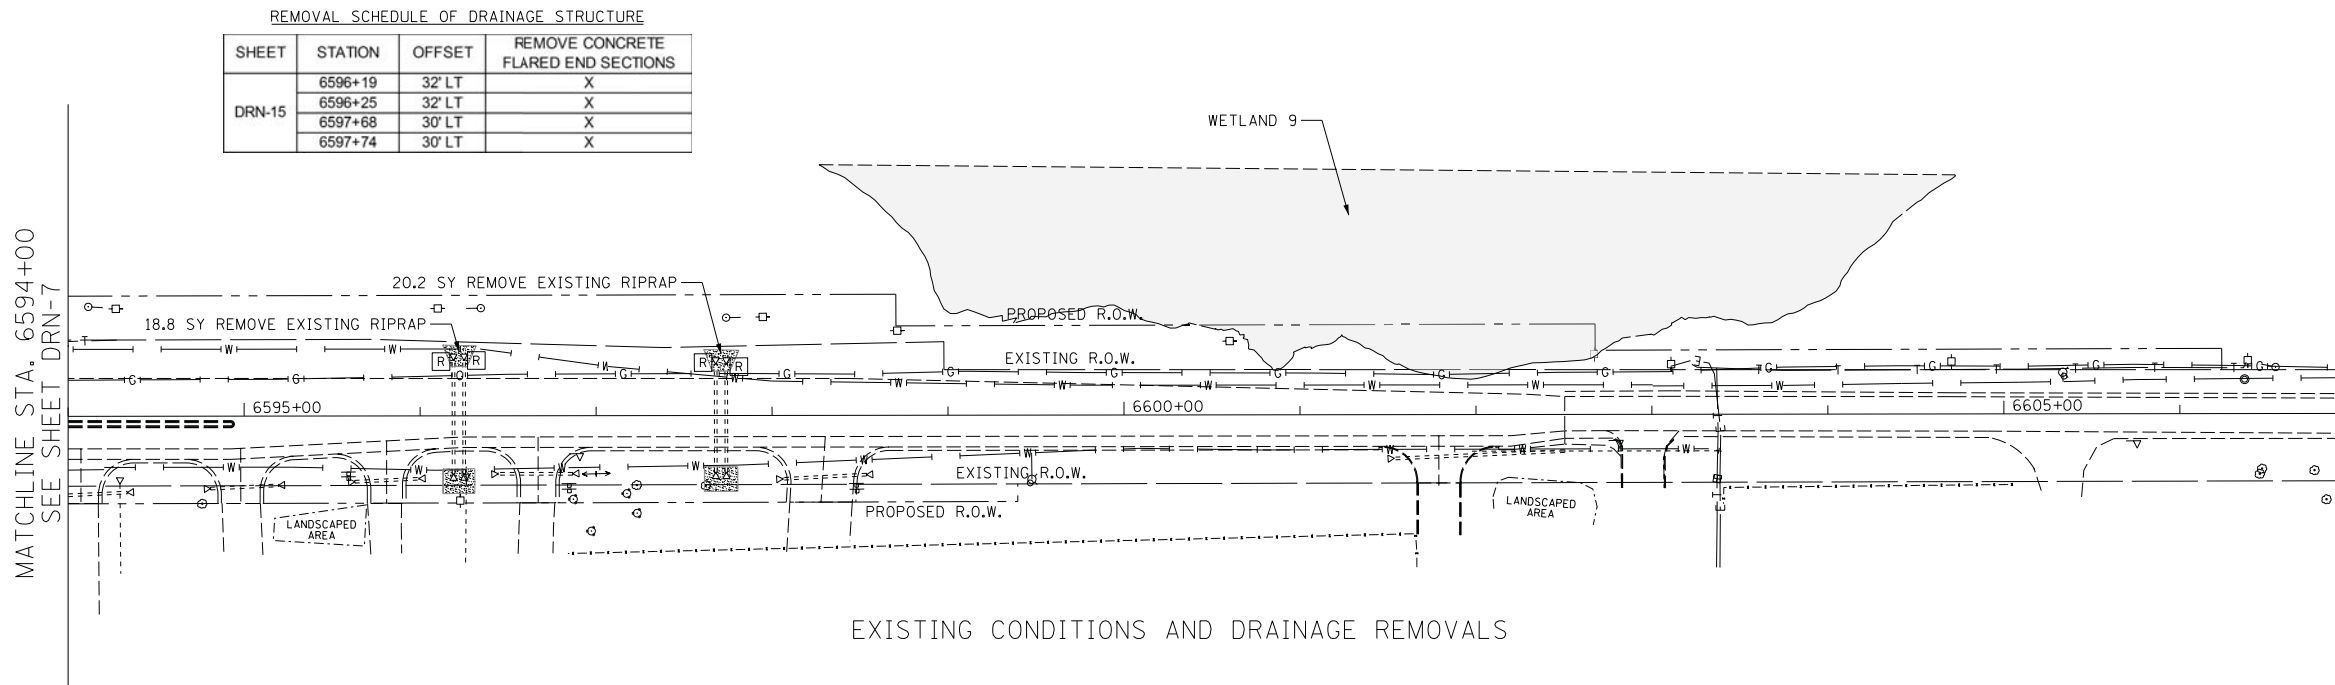 REMOVAL SCHEDULE OF DRAINAGE STRUCTURE
SHEET STATION OFFSET REMOVE CONCRETE FLARED END SECTIONS
DRN-15 6596+19 32' LT X
6596+25 32' LT X
6597+68 30' LT X
6597+74 30' LT X
WETLAND 9
MATCHLINE STA. 6594+00
SEE SHEET DRN-7
20.2 SY REMOVE EXISTING RIPRAP
18.8 SY REMOVE EXISTING RIPRAP
PROPOSED R.O.W.
EXISTING R.O.W.
R R R R
6595+00 6600+00 6605+00
EXISTING R.O.W.
PROPOSED R.O.W.
LANDSCAPED
AREA
LANDSCAPED
AREA
EXISTING CONDITIONS AND DRAINAGE REMOVALS